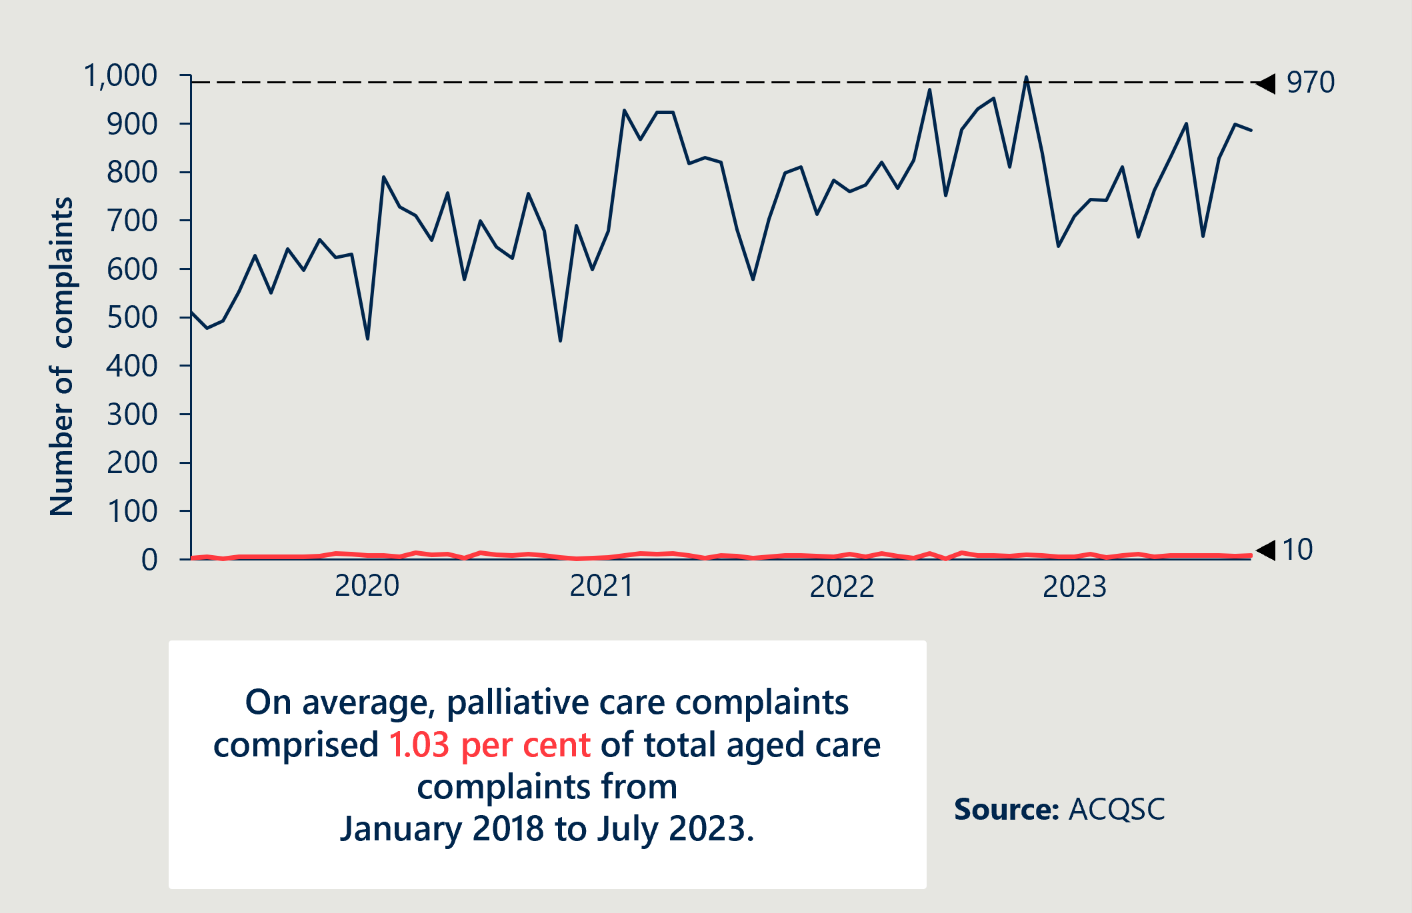 1,000
970
900
800
700
600
500
400
300
200
100
0
10
Number of complaints
2020 2021 2022 2023
On average, palliative care complaints
comprised 1.03 per cent of total aged care
complaints from
January 2018 to July 2023.
Source: ACQSC